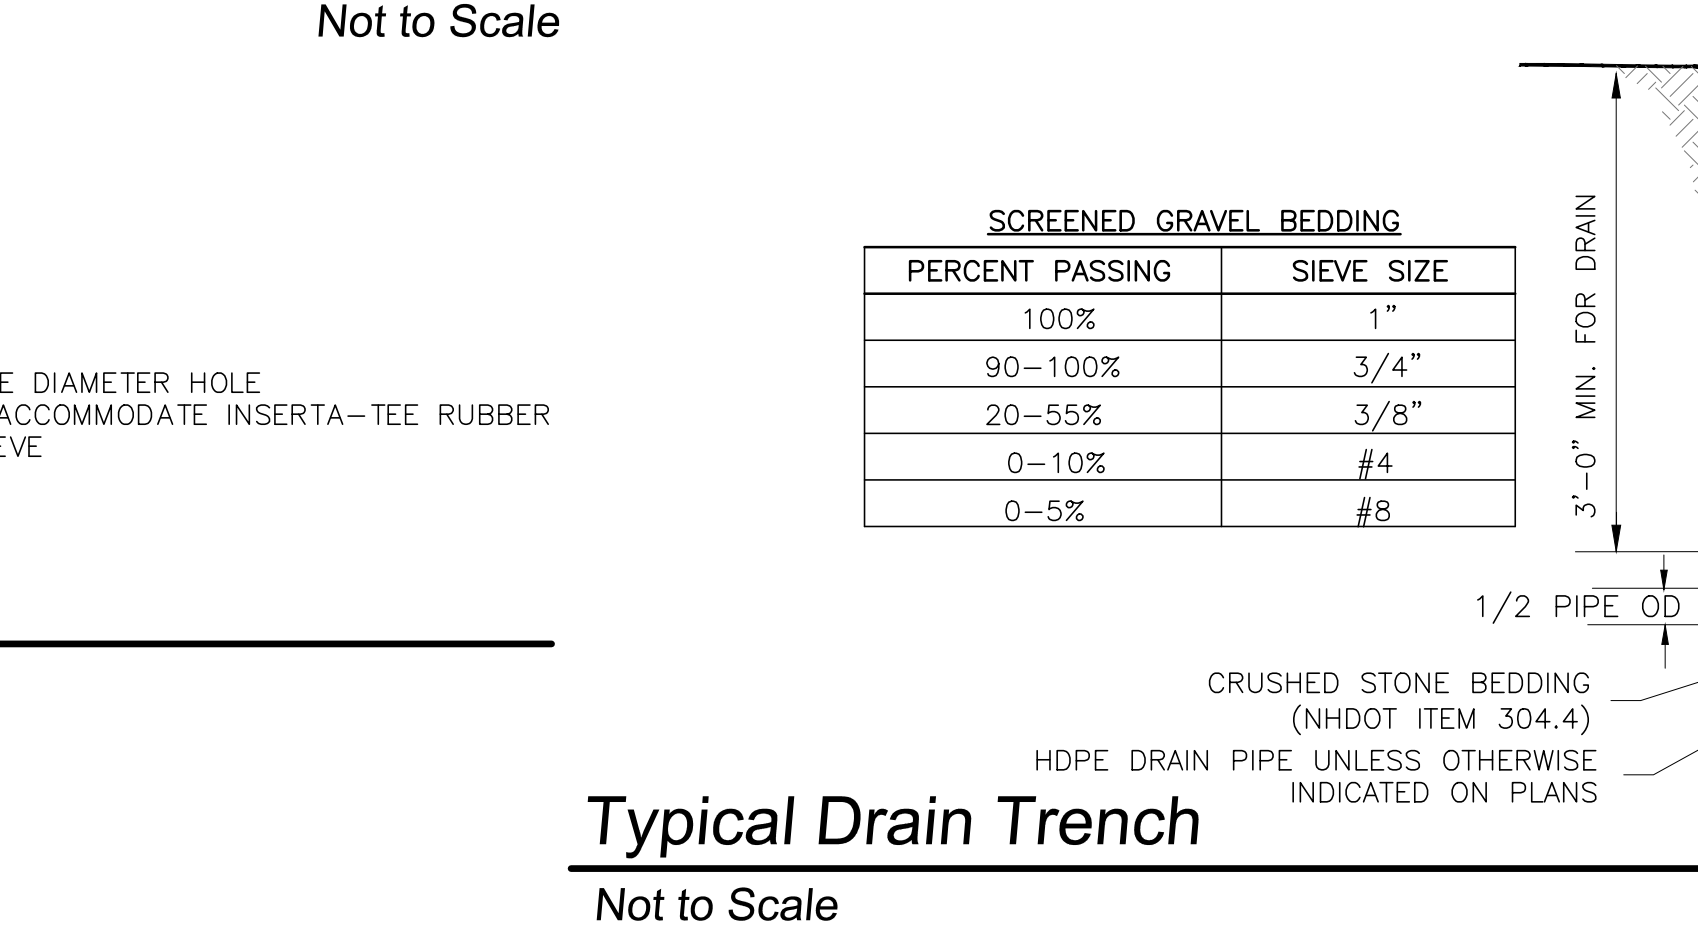 Not to Scale
E DIAMETER HOLE
ACCOMMODATE INSERTA-TEE RUBBER
EVE
SCREENED GRAVEL BEDDING
PERCENT PASSING SIEVE SIZE
100% 1"
90-100% 3/4"
20-55% 3/8"
0-10% #4
0-5% #8
3'-0" MIN. FOR DRAIN
1/2 PIPE OD
CRUSHED STONE BEDDING
(NHDOT ITEM 304.4)
HDPE DRAIN PIPE UNLESS OTHERWISE
INDICATED ON PLANS
Typical Drain Trench
Not to Scale